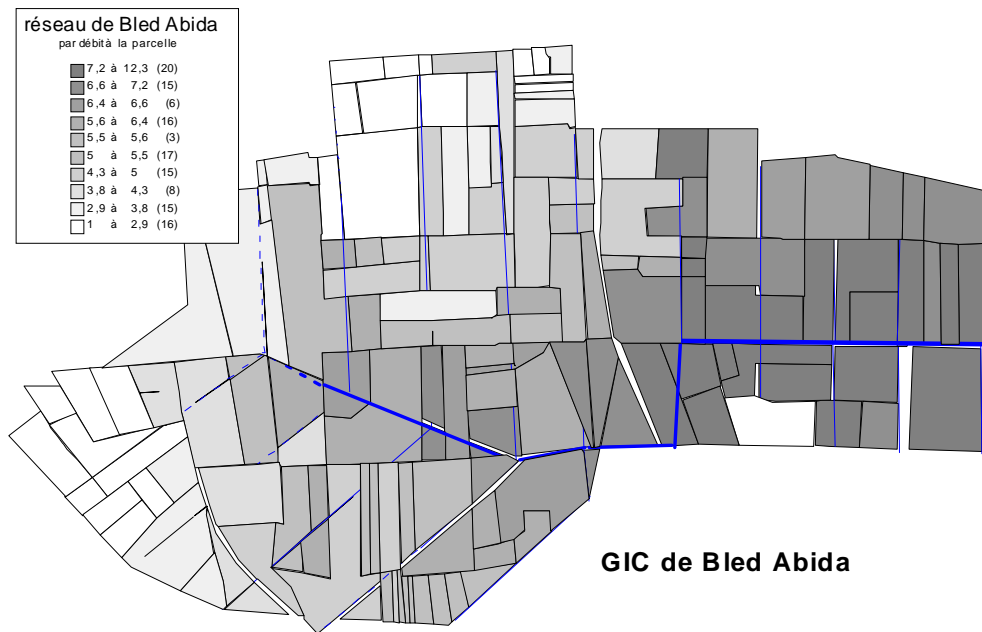 réseau de Bled Abida
par débità la parcelle
7,2 à 12,3 (20)
6,6 à 7,2 (15)
6,4 à 6,6 (6)
5,6 à 6,4 (16)
5,5 à 5,6 (3)
5 à 5,5 (17)
4,3 à 5 (15)
3,8 à 4,3 (8)
2,9 à 3,8 (15)
1 à 2,9 (16)
GIC de Bled Abida